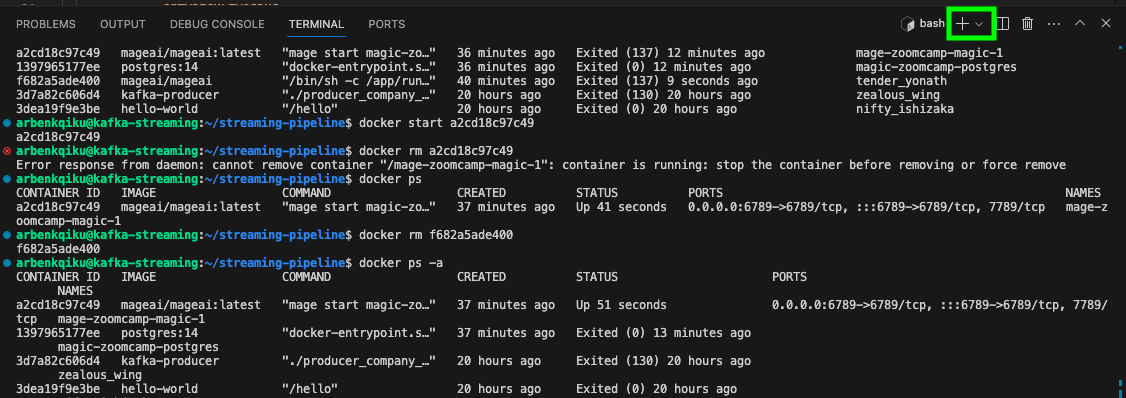 PROBLEMS OUTPUT DEBUG CONSOLE TERMINAL PORTS bash
a2cd18c97c49 mageai/mageai:latest "mage start magic-zo…" 36 minutes ago Exited (137) 12 minutes ago mage-zoomcamp-magic-1
1397965177ee postgres:14 "docker-entrypoint.s…" 36 minutes ago Exited (0) 12 minutes ago magic-zoomcamp-postgres
f682a5ade400 mageai/mageai "/bin/sh -c /app/run…" 40 minutes ago Exited (137) 9 seconds ago tender_yonath
3d7a82c606d4 kafka-producer "./producer_company_…" 20 hours ago Exited (130) 20 hours ago zealous_wing
3dea19f9e3be hello-world "/hello" 20 hours ago Exited (0) 20 hours ago nifty_ishizaka
arbenkqiku@kafka-streaming:~/streaming-pipeline$ docker start a2cd18c97c49
a2cd18c97c49
arbenkqiku@kafka-streaming:~/streaming-pipeline$ docker rm a2cd18c97c49
Error response from daemon: cannot remove container "/mage-zoomcamp-magic-1": container is running: stop the container before removing or force remove
arbenkqiku@kafka-streaming:~/streaming-pipeline$ docker ps
CONTAINER ID IMAGE COMMAND CREATED STATUS PORTS NAMES
a2cd18c97c49 mageai/mageai:latest "mage start magic-zo…" 37 minutes ago Up 41 seconds 0.0.0.0:6789->6789/tcp, :::6789->6789/tcp, 7789/tcp mage-z
oomcamp-magic-1
arbenkqiku@kafka-streaming:~/streaming-pipeline$ docker rm f682a5ade400
f682a5ade400
arbenkqiku@kafka-streaming:~/streaming-pipeline$ docker ps -a
CONTAINER ID IMAGE COMMAND CREATED STATUS PORTS
NAMES
a2cd18c97c49 mageai/mageai:latest "mage start magic-zo…" 37 minutes ago Up 51 seconds 0.0.0.0:6789->6789/tcp, :::6789->6789/tcp, 7789/
tcp mage-zoomcamp-magic-1
1397965177ee postgres:14 "docker-entrypoint.s…" 37 minutes ago Exited (0) 13 minutes ago
magic-zoomcamp-postgres
3d7a82c606d4 kafka-producer "./producer_company_…" 20 hours ago Exited (130) 20 hours ago
zealous_wing
3dea19f9e3be hello-world "/hello" 20 hours ago Exited (0) 20 hours ago